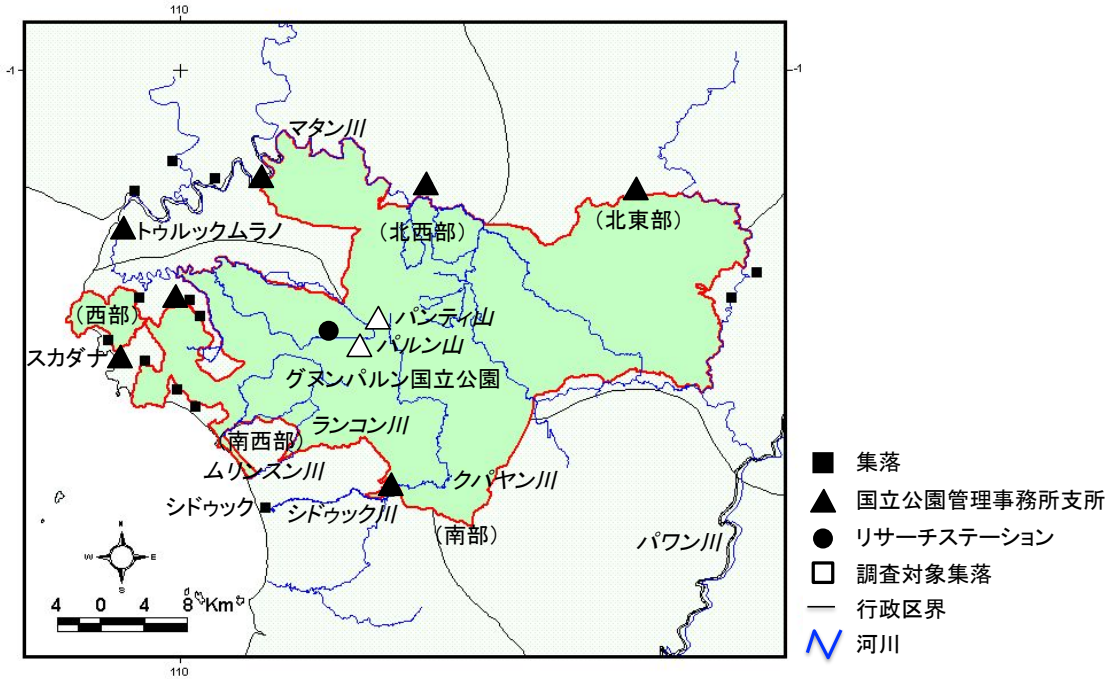 110
-1
-1
マタン川
トゥルックムラノ
(北西部)
(北東部)
(西部)
パンティ山
パルン山
スカダナ
グヌンパルン国立公園
ランコン川
(南西部)
ムリンスン川
クパヤン川
シドゥック
シドゥック川
(南部)
パワン川
N
W
E
S
4 0 4 8 Km
110
集落
国立公園管理事務所支所
リサーチステーション
調査対象集落
行政区界
河川